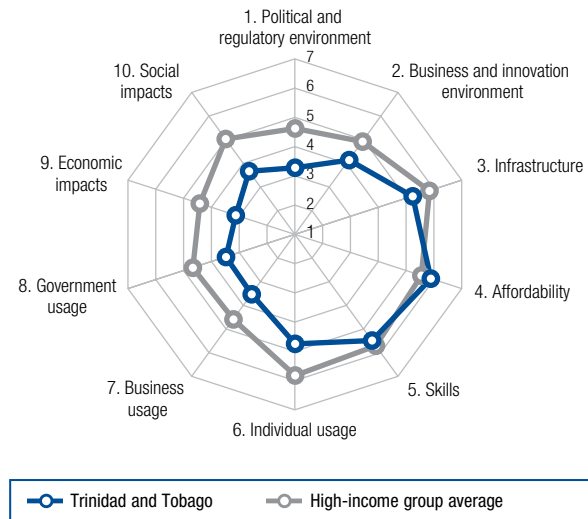 1. Political and
regulatory environment
2. Business and innovation
environment
3. Infrastructure
4. Affordability
5. Skills
6. Individual usage
7. Business
usage
8. Government
usage
9. Economic
impacts
10. Social
impacts
7
6
5
4
3
2
1
Trinidad and Tobago
High-income group average